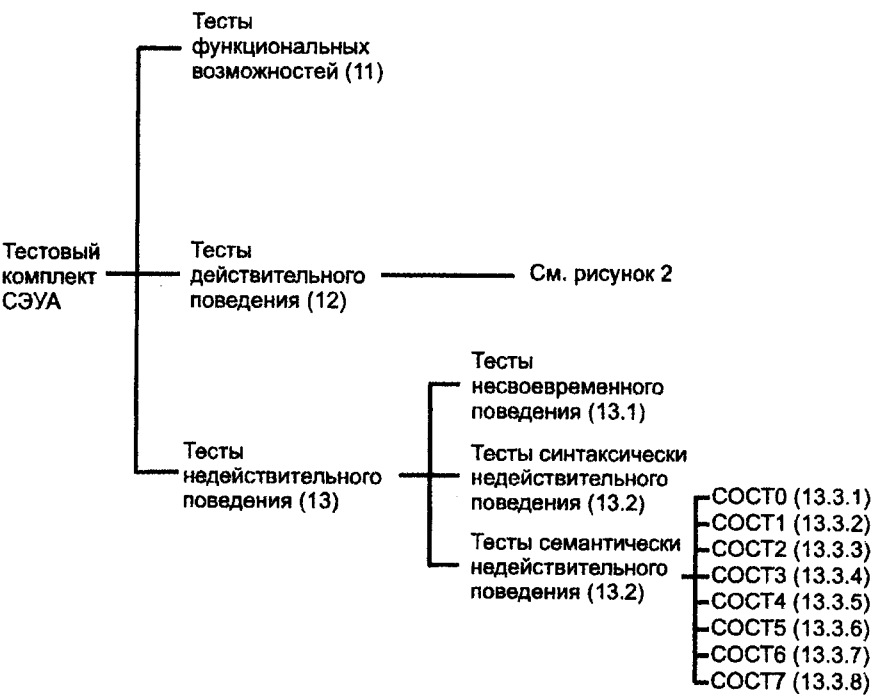 Тесты
функциональных
возможностей (11)
Тестовый
комплект
СЭУА
Тесты
действительного
поведения (12)
См. рисунок 2
Тесты
недействительного
поведения (13)
Тесты
несвоевременного
поведения (13.1)
Тесты синтаксически
недействительного
поведения (13.2)
Тесты семантически
недействительного
поведения (13.2)
СОСТ0 (13.3.1)
СОСТ1 (13.3.2)
СОСТ2 (13.3.3)
СОСТ3 (13.3.4)
СОСТ4 (13.3.5)
СОСТ5 (13.3.6)
СОСТ6 (13.3.7)
СОСТ7 (13.3.8)